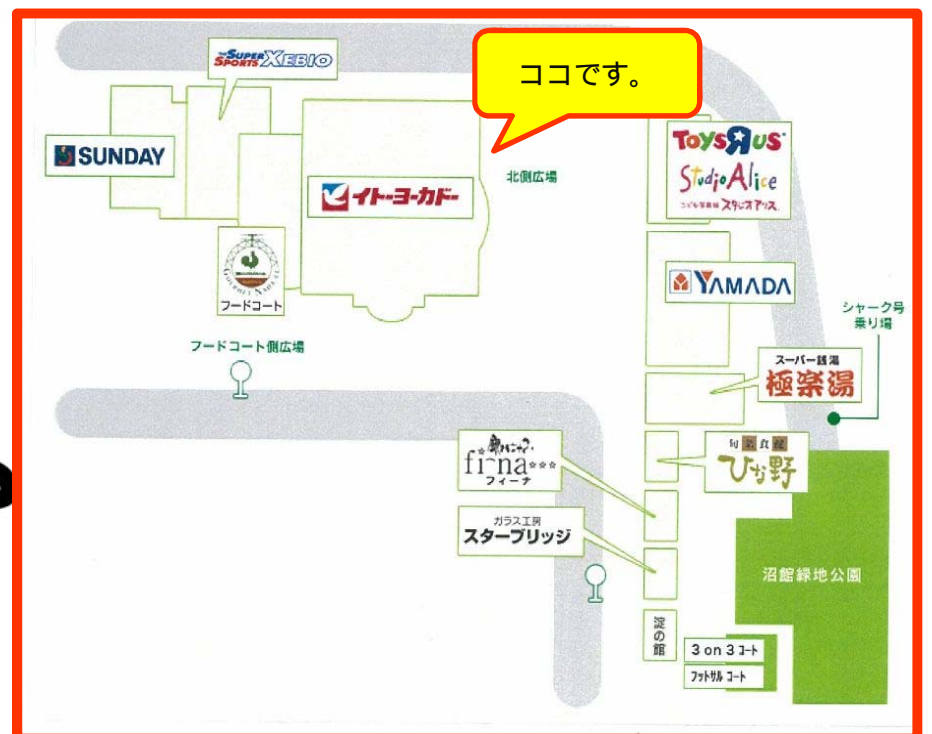 THE SUPER SPORTS XEBIO
ココです。
SUNDAY
イトーヨーカドー
北側広場
TOYSЯUS
Studio Alice
こども写真館 スタジオアリス
GOURMET
フードコート
フードコート側広場
YAMADA
シャーク号
乗り場
スーパー銭湯
極楽湯
fi-na***
フィーナ
旬菜食健
ひな野
ガラス工房
スターブリッジ
沼館緑地公園
淀の館
3 on 3 コート
フットサル コート